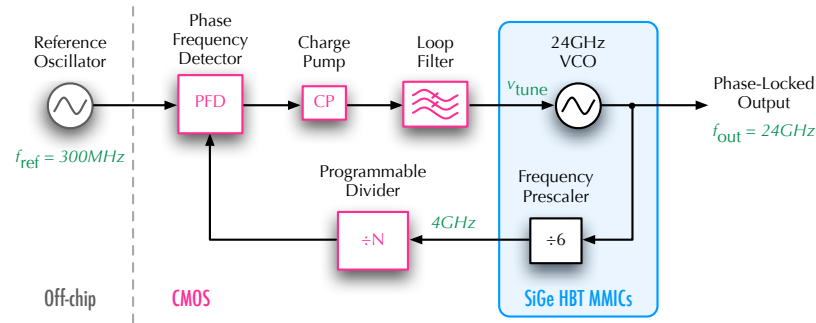 Reference
Oscillator
Phase
Frequency
Detector
Charge
Pump
Loop
Filter
24GHz
VCO
PFD
CP
vtune
Phase-Locked
Output
fref = 300MHz
fout = 24GHz
Programmable
Divider
Frequency
Prescaler
4GHz
÷N
÷6
Off-chip
CMOS
SiGe HBT MMICs